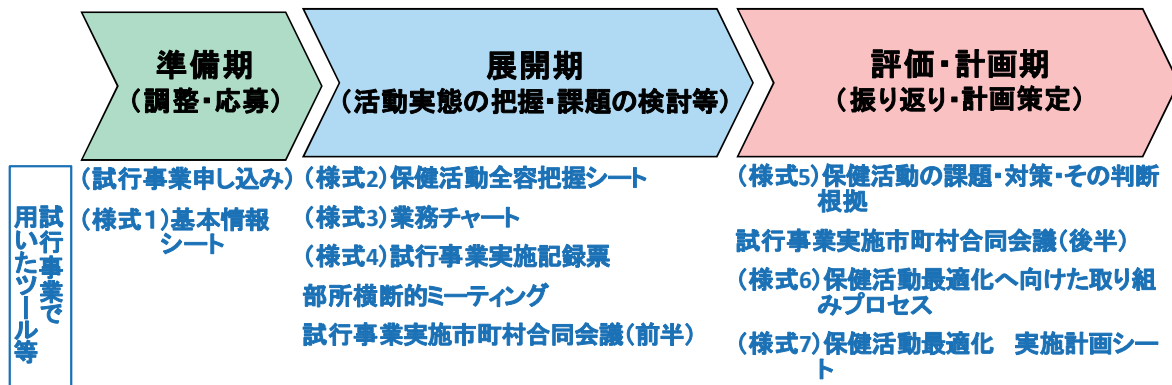 準備期
（調整・応募）
展開期
（活動実態の把握・課題の検討等）
評価・計画期
（振り返り・計画策定）
試行事業で
用いたツール等
（試行事業申し込み）
（様式１）基本情報
シート
（様式2）保健活動全容把握シート
（様式3）業務チャート
（様式4）試行事業実施記録票
部所横断的ミーティング
試行事業実施市町村合同会議（前半）
（様式5）保健活動の課題・対策・その判断
根拠
試行事業実施市町村合同会議（後半）
（様式6）保健活動最適化へ向けた取り組
みプロセス
（様式7）保健活動最適化　実施計画シー
ト